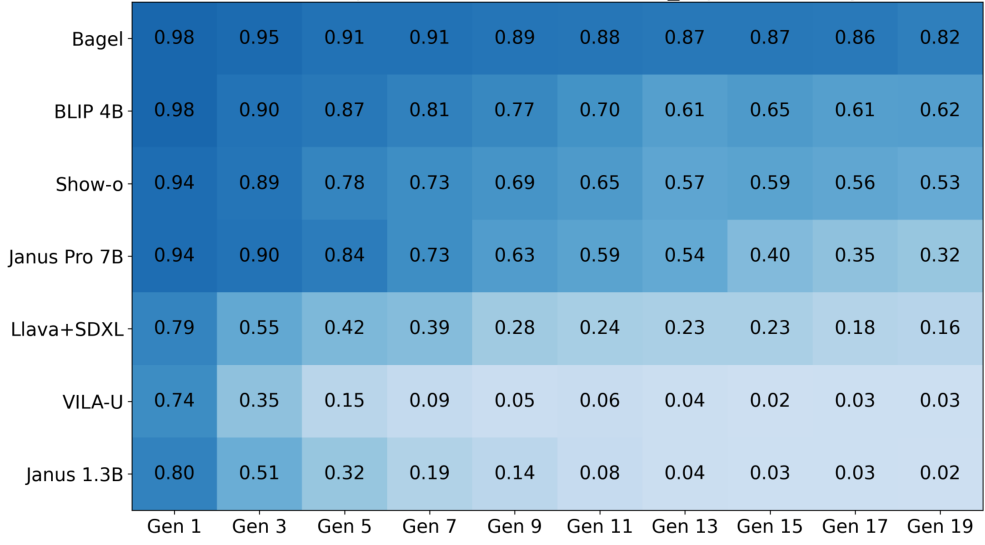 Bagel 0.98 0.95 0.91 0.91 0.89 0.88 0.87 0.87 0.86 0.82
BLIP 4B 0.98 0.90 0.87 0.81 0.77 0.70 0.61 0.65 0.61 0.62
Show-o 0.94 0.89 0.78 0.73 0.69 0.65 0.57 0.59 0.56 0.53
Janus Pro 7B 0.94 0.90 0.84 0.73 0.63 0.59 0.54 0.40 0.35 0.32
Llava+SDXL 0.79 0.55 0.42 0.39 0.28 0.24 0.23 0.23 0.18 0.16
VILA-U 0.74 0.35 0.15 0.09 0.05 0.06 0.04 0.02 0.03 0.03
Janus 1.3B 0.80 0.51 0.32 0.19 0.14 0.08 0.04 0.03 0.03 0.02
Gen 1 Gen 3 Gen 5 Gen 7 Gen 9 Gen 11 Gen 13 Gen 15 Gen 17 Gen 19